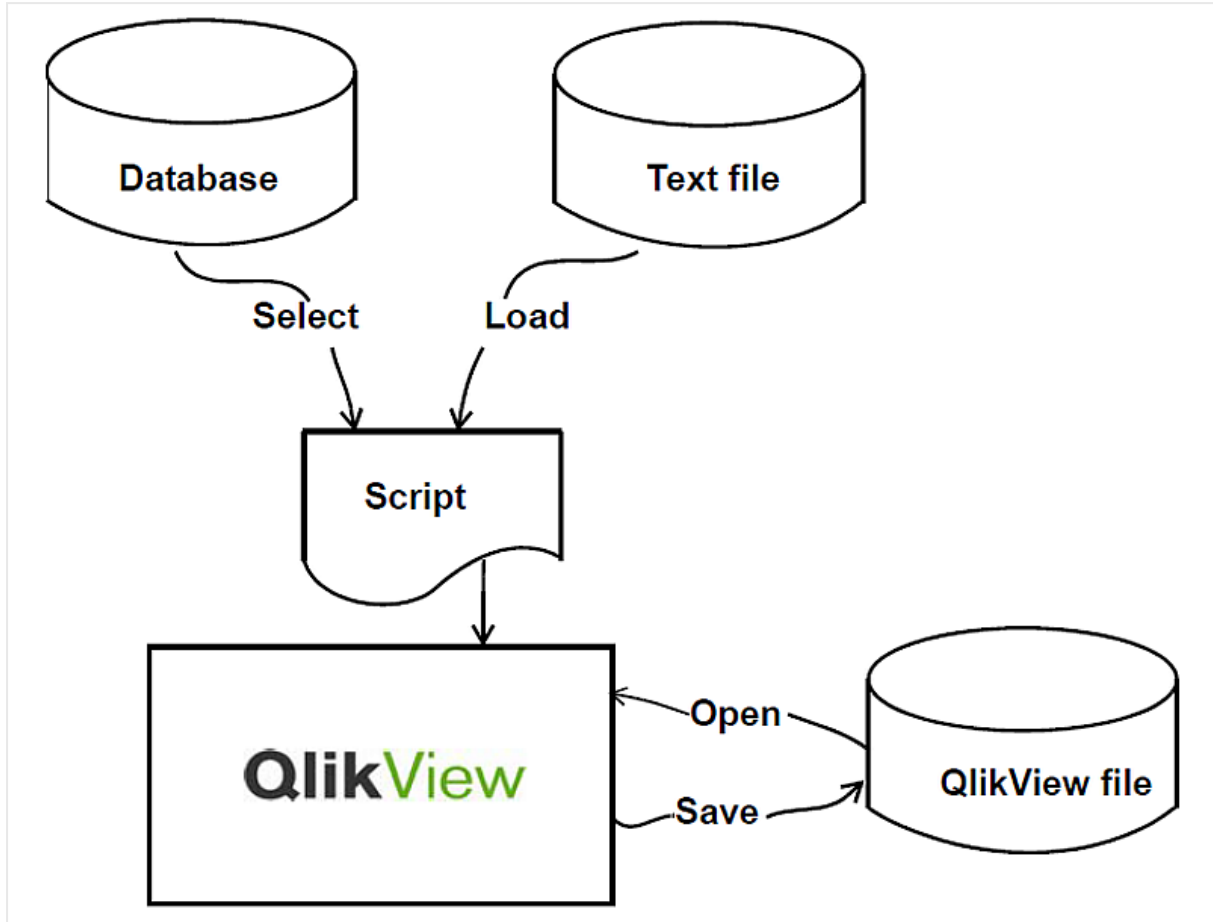 Database
Text file
Select
Load
Script
Open
QlikView
QlikView file
Save